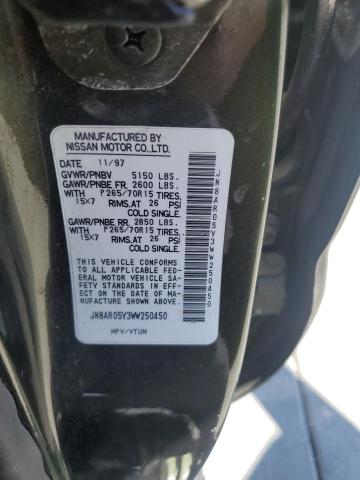 MANUFACTURED BY
NISSAN MOTOR CO.,LTD.
DATE 11/97
GVWR/PNBV 5150 LBS.
GAWR/PNBE FR. 2600 LBS.
WITH P265/70R15 TIRES,
15X7 RIMS,AT 26 PSI
COLD SINGLE.
GAWR/PNBE RR. 2850 LBS.
WITH P265/70R15 TIRES,
15X7 RIMS,AT 26 PSI
COLD SINGLE.
THIS VEHICLE CONFORMS TO
ALL APPLICABLE U.S. FED-
ERAL MOTOR VEHICLE SA-
FETY STANDARDS IN EFFECT
ON THE DATE OF MA-
NUFACTURE SHOWN ABOVE.
JN8AR05Y3WW250450
MPV/VTUM
JN8AR05Y3WW250450